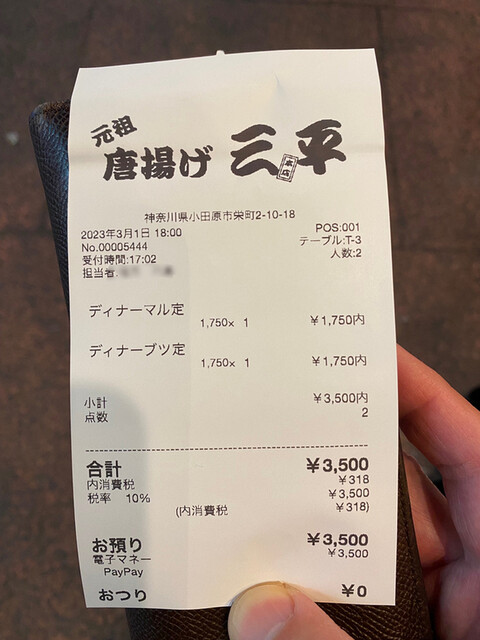 元祖
唐揚げ 三平
本店
神奈川県小田原市栄町2-10-18
2023年3月1日 18:00 POS:001
No.00005444 テーブル:T-3
受付時間:17:02 人数:2
担当者:
ディナーマル定
1,750× 1 ¥1,750内
ディナーブツ定
1,750× 1 ¥1,750内
小計 ¥3,500内
点数 2
合計 ¥3,500
内消費税 ¥318
税率 10% ¥3,500
(内消費税 ¥318)
お預り ¥3,500
電子マネー ¥3,500
PayPay
おつり ¥0